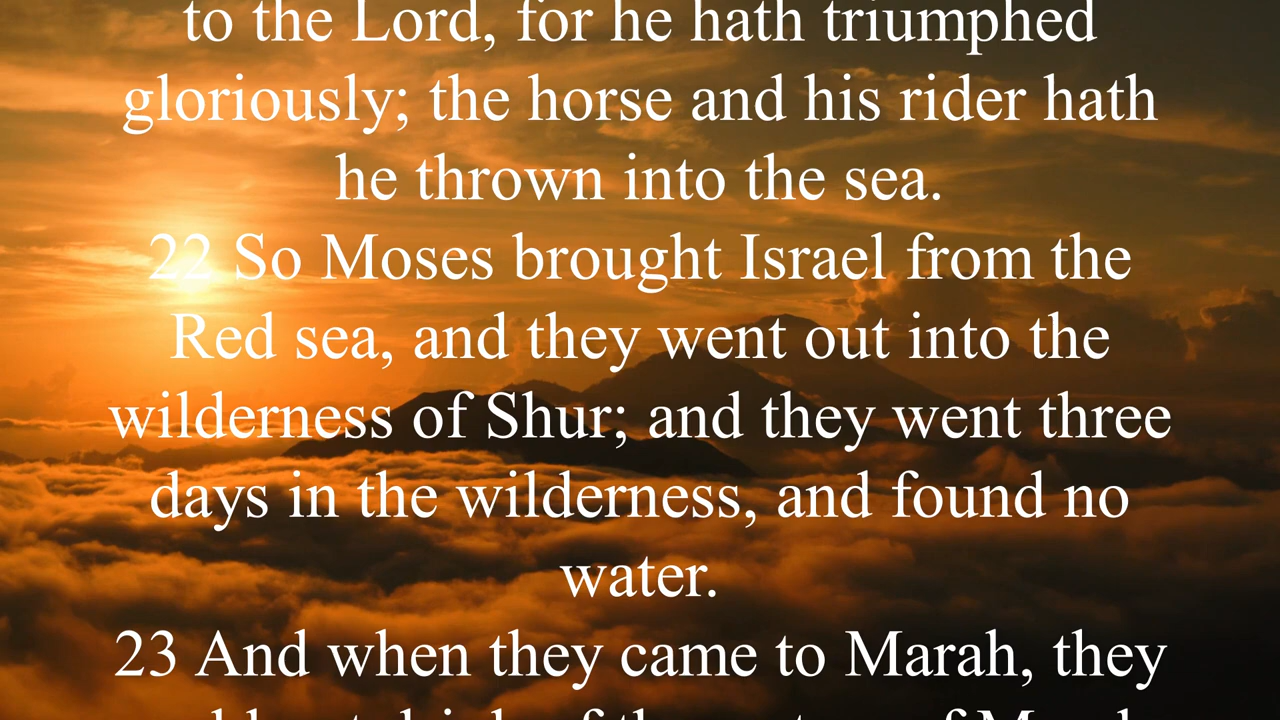 to the Lord, for he hath triumphed
gloriously; the horse and his rider hath
he thrown into the sea.
22 So Moses brought Israel from the
Red sea, and they went out into the
wilderness of Shur; and they went three
days in the wilderness, and found no
water.
23 And when they came to Marah, they